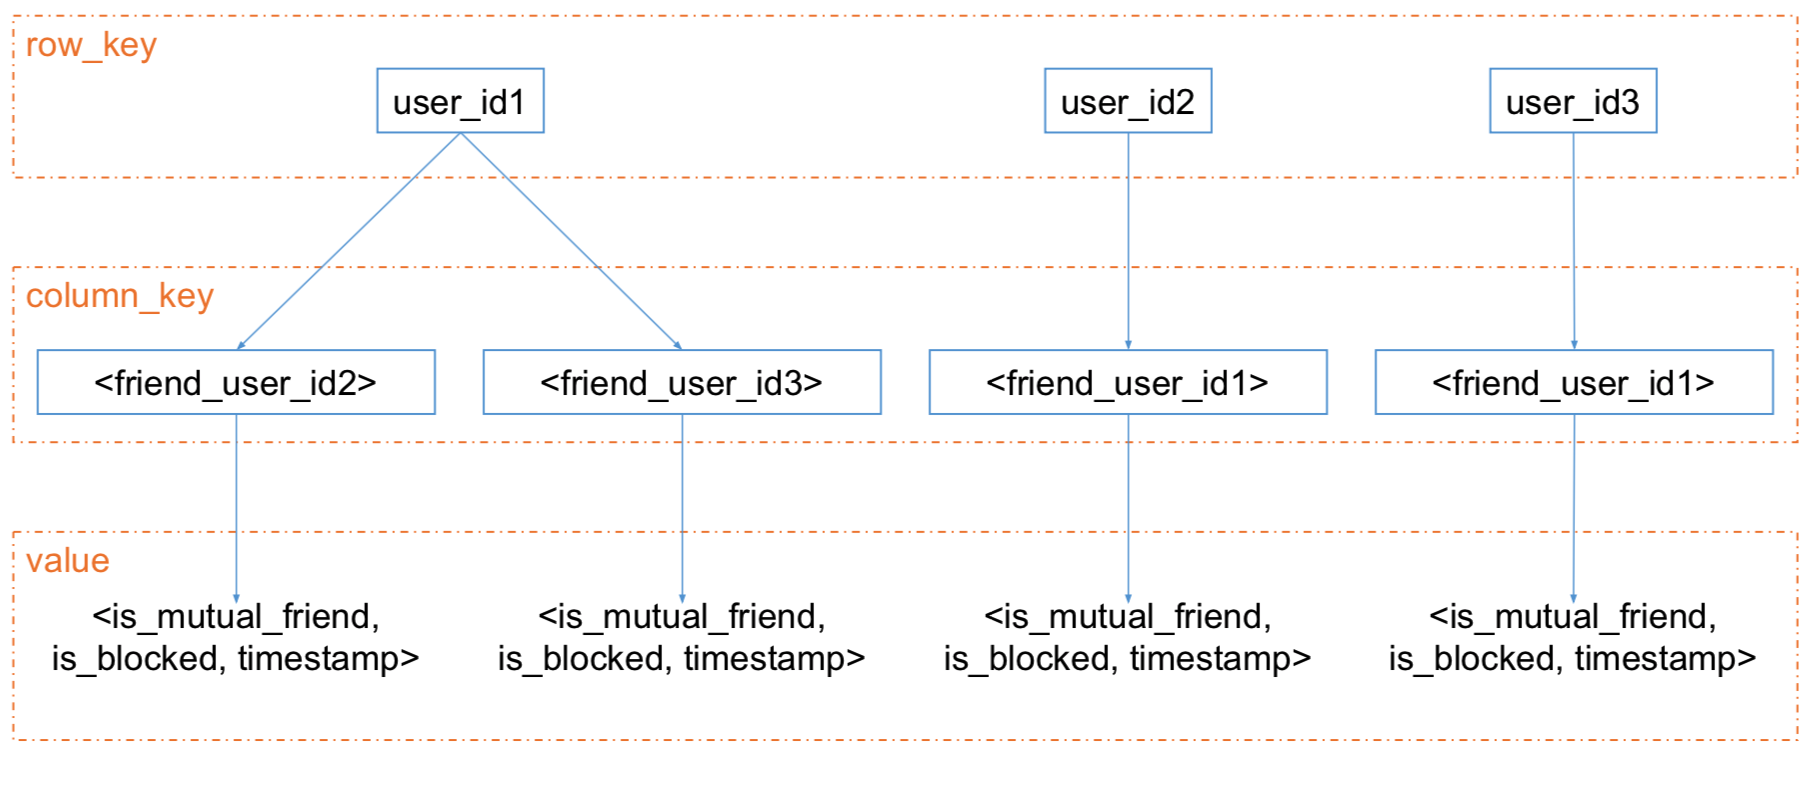 row_key
user_id1
user_id2
user_id3
column_key
<friend_user_id2>
<friend_user_id3>
<friend_user_id1>
<friend_user_id1>
value
<is_mutual_friend,
is_blocked, timestamp>
<is_mutual_friend,
is_blocked, timestamp>
<is_mutual_friend,
is_blocked, timestamp>
<is_mutual_friend,
is_blocked, timestamp>